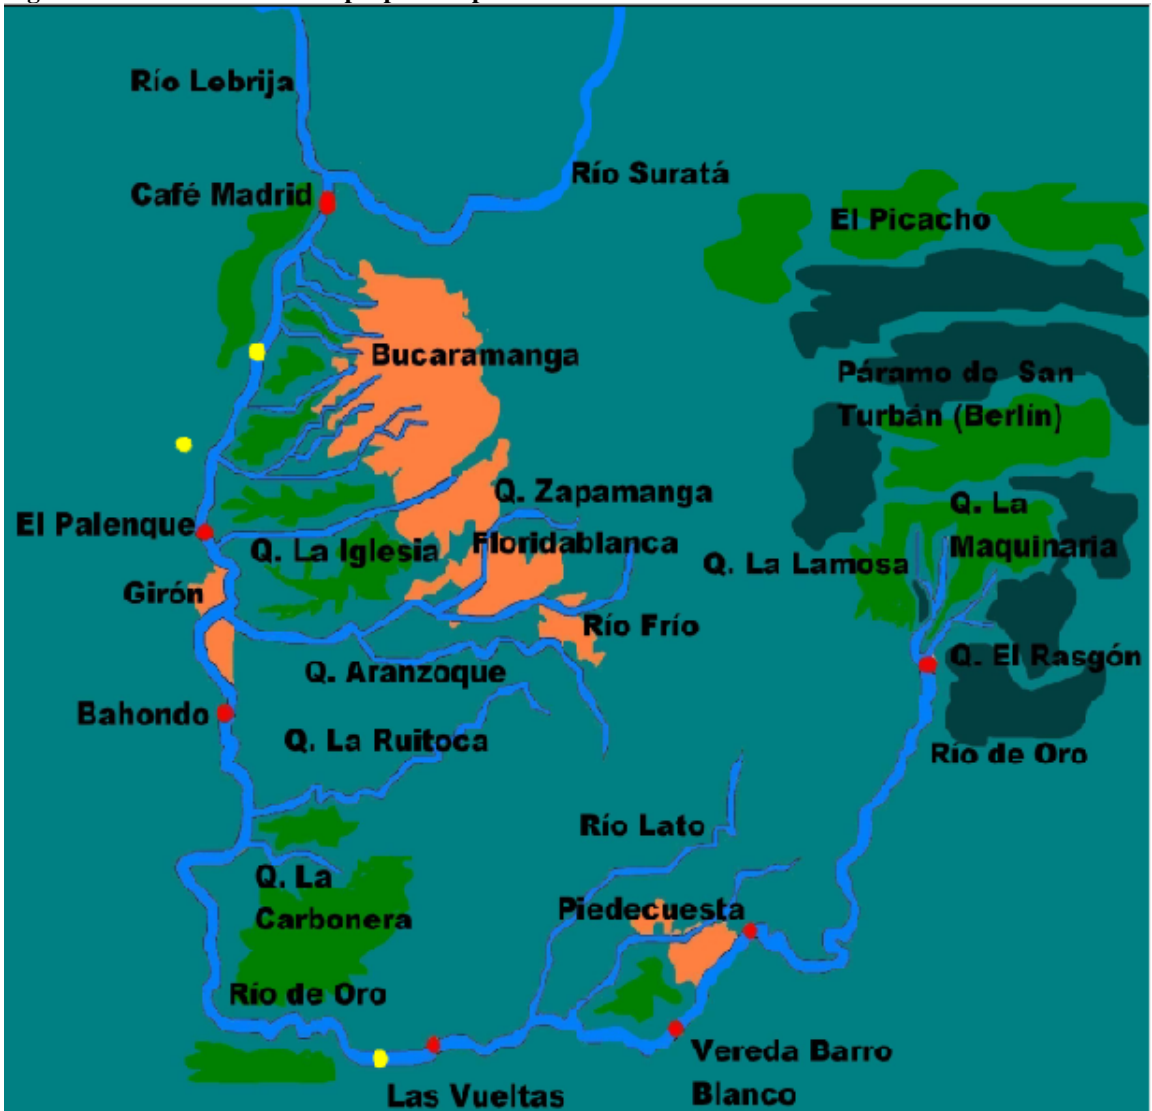 Río Lebrija
Río Suratá
Café Madrid
El Picacho
Bucaramanga
Páramo de San
Turbán (Berlín)
Q. Zapamanga
Q. La
Maquinaria
El Palenque
Q. La Iglesia
Floridablanca
Q. La Lamosa
Girón
Río Frío
Q. Aranzoque
Q. El Rasgón
Bahondo
Q. La Ruitoca
Río de Oro
Río Lato
Q. La
Carbonera
Piedecuesta
Río de Oro
Vereda Barro
Blanco
Las Vueltas